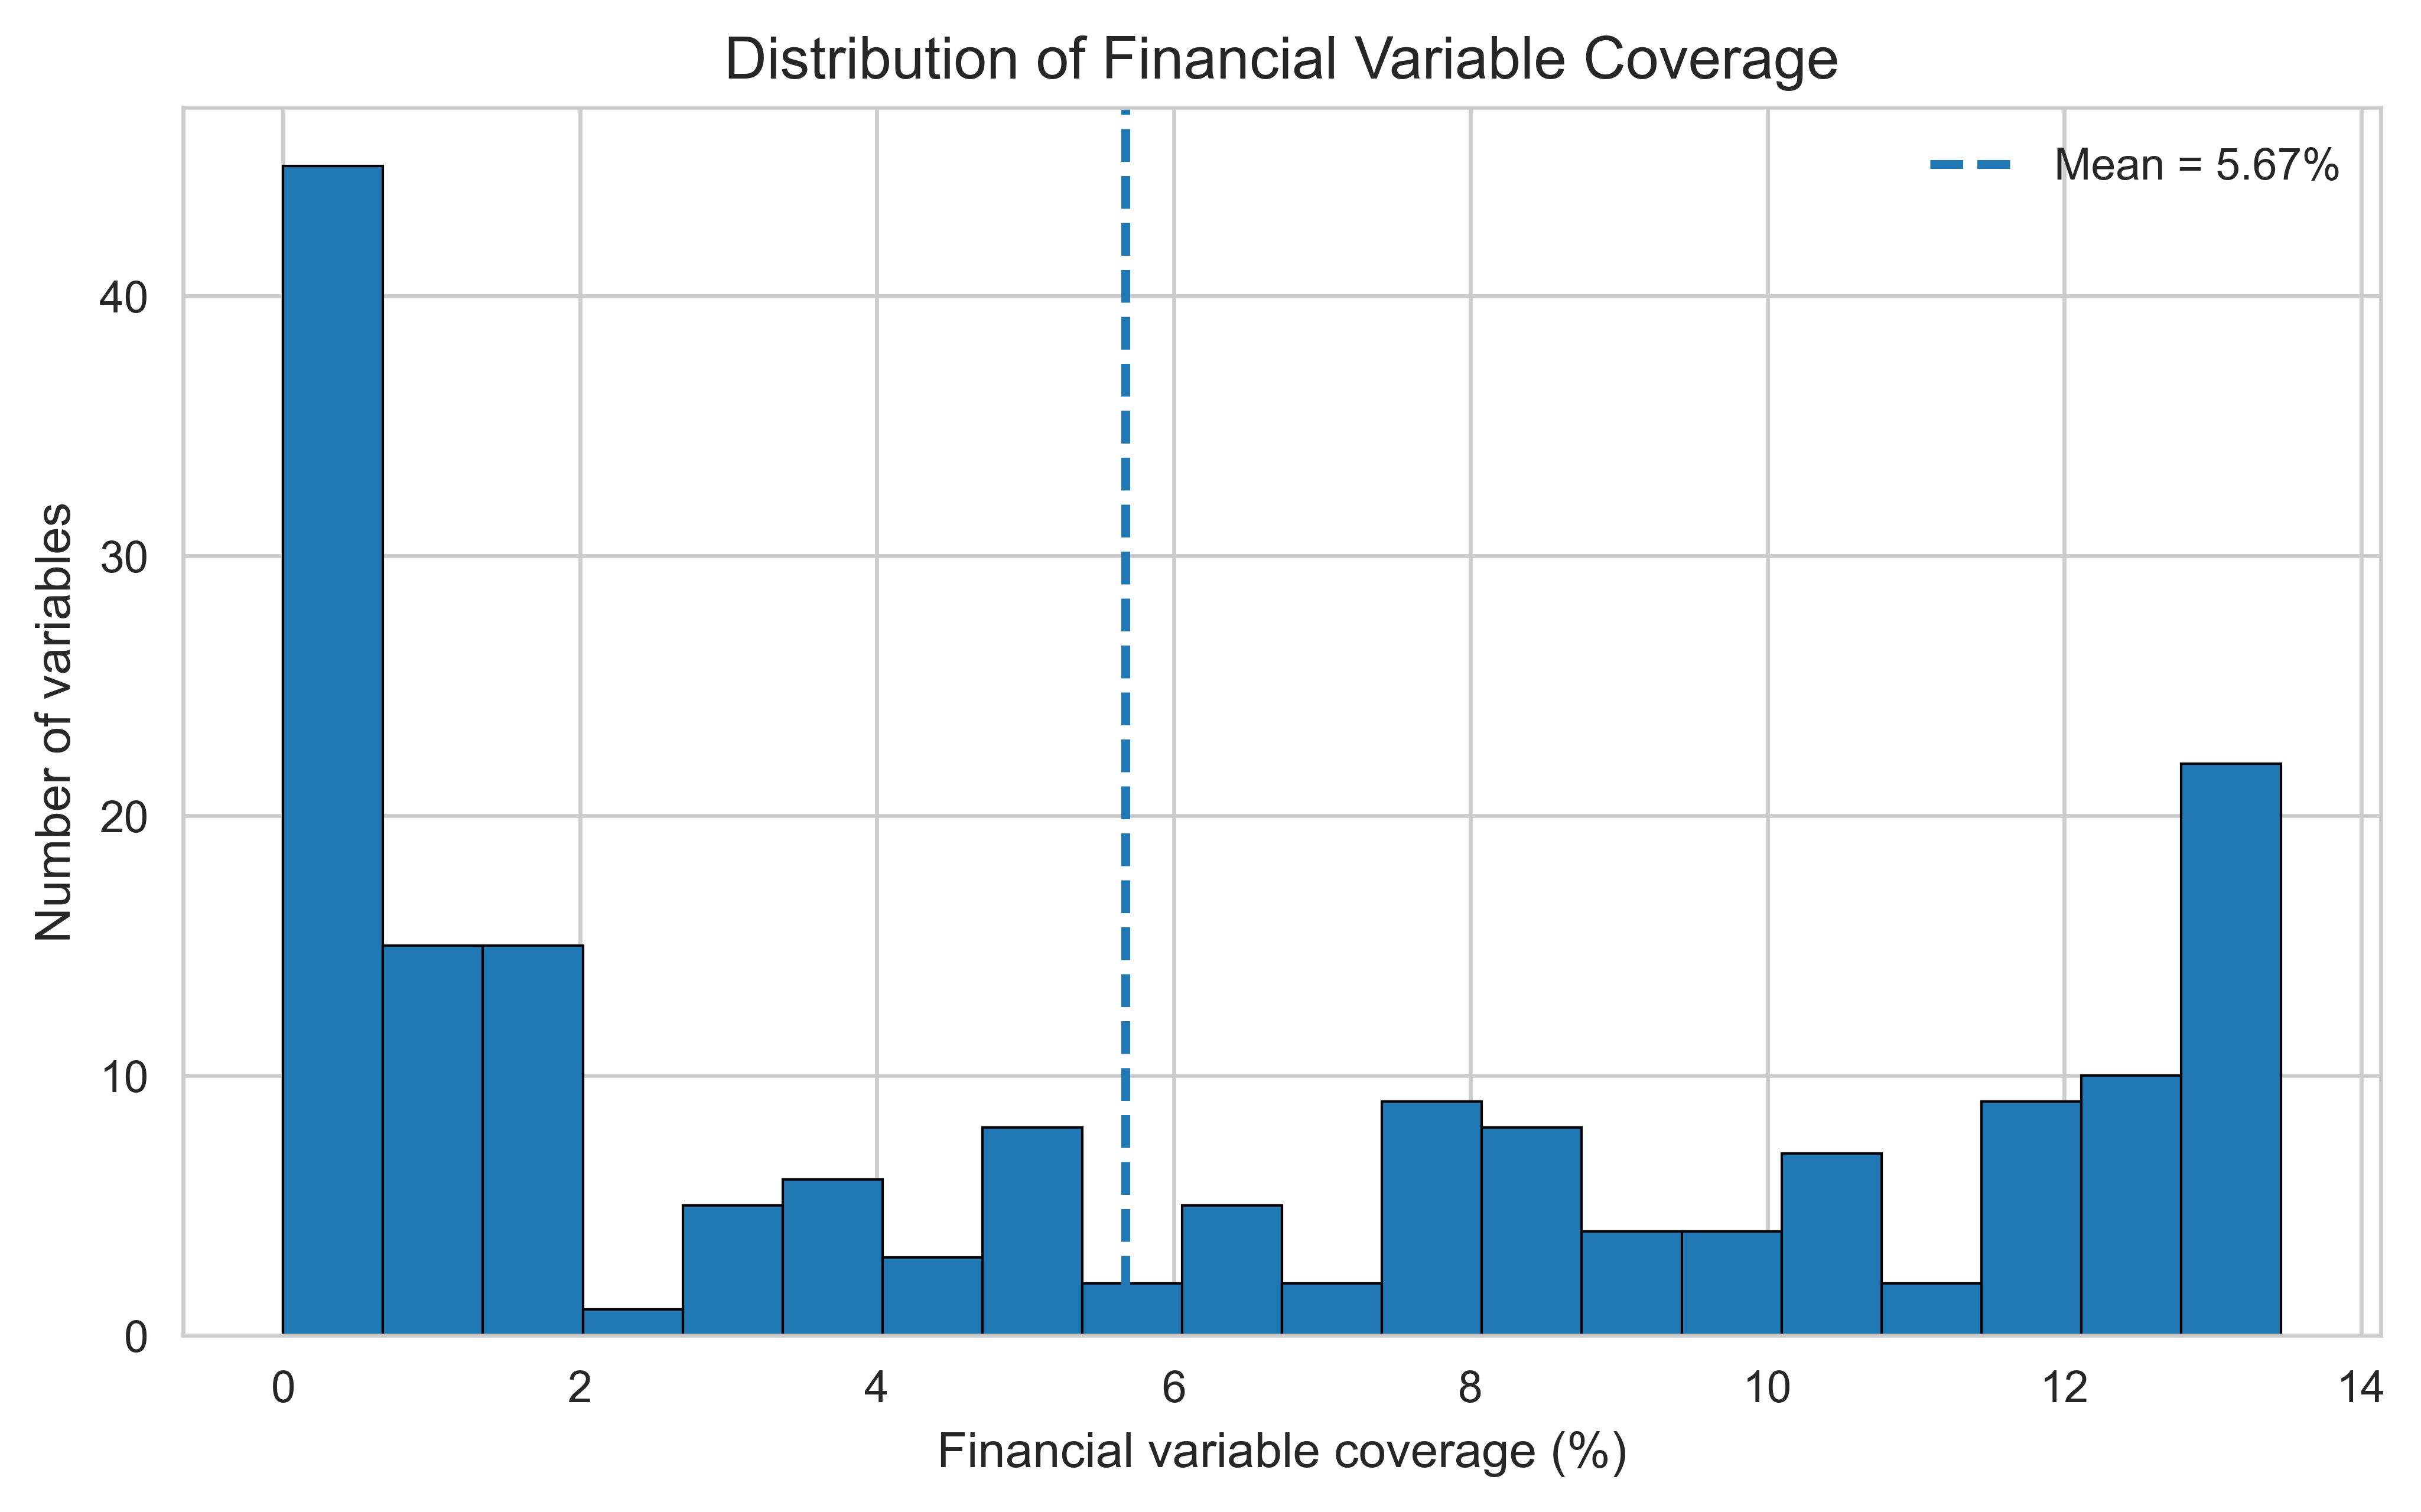 Distribution of Financial Variable Coverage
Mean = 5.67%
Number of variables
40
30
20
10
0
0 2 4 6 8 10 12 14
Financial variable coverage (%)